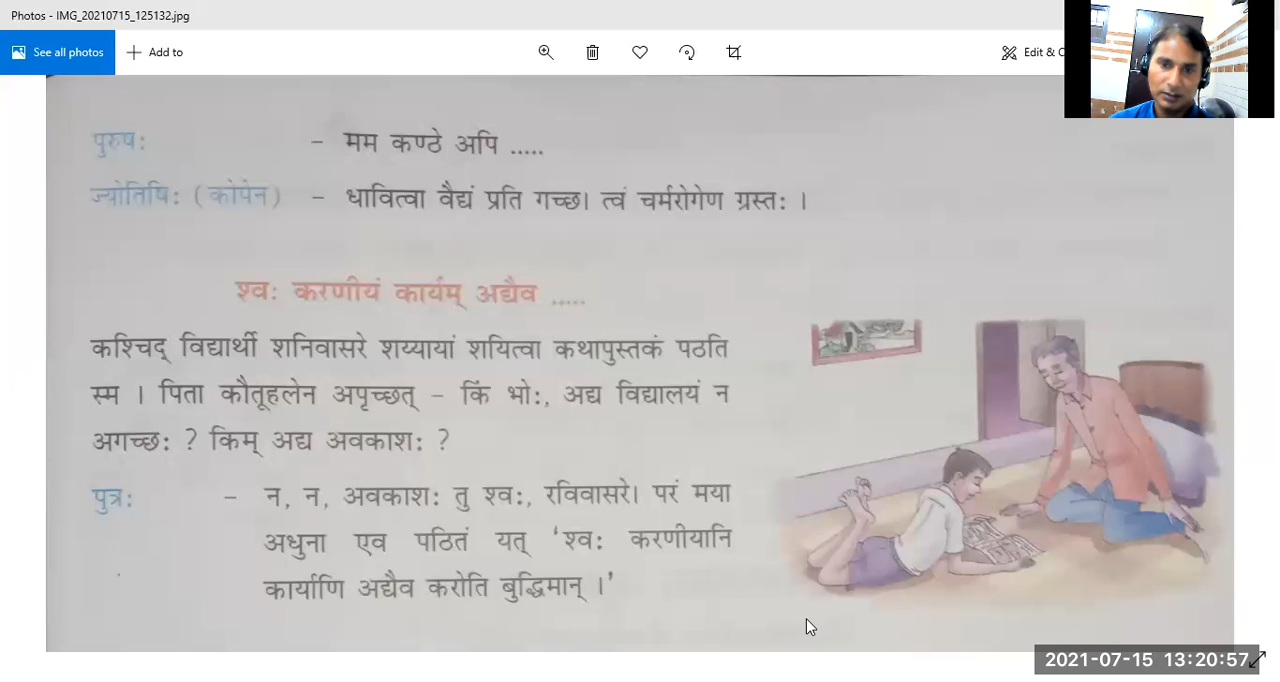 Photos - IMG_20210715_125132.jpg
See all photos
Add to
Edit & C
पुरुषः – मम कण्ठे अपि .....
ज्योतिषिः (कोपेन) – धावित्वा वैद्यं प्रति गच्छ। त्वं चर्मरोगेण ग्रस्तः ।
श्वः करणीयं कार्यम् अद्यैव .....
कश्चिद् विद्यार्थी शनिवासरे शय्यायां शयित्वा कथापुस्तकं पठति
स्म । पिता कौतूहलेन अपृच्छत् – किं भोः, अद्य विद्यालयं न
अगच्छः ? किम् अद्य अवकाशः ?
पुत्रः – न, न, अवकाशः तु श्वः, रविवासरे। परं मया
अधुना एव पठितं यत् ‘श्वः करणीयानि
कार्याणि अद्यैव करोति बुद्धिमान् ।’
2021-07-15 13:20:57